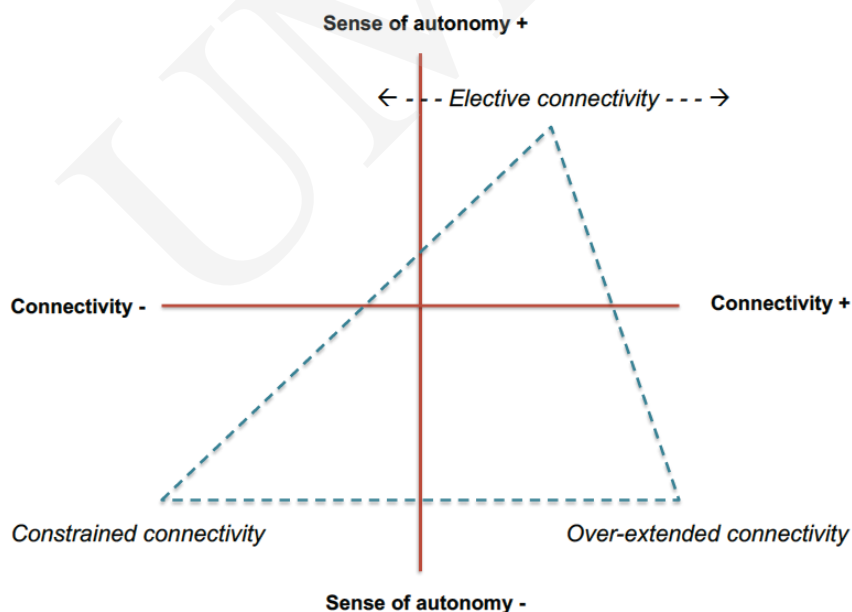 Sense of autonomy +
← - - - Elective connectivity - - - →
Connectivity -
Connectivity +
Constrained connectivity
Over-extended connectivity
Sense of autonomy -